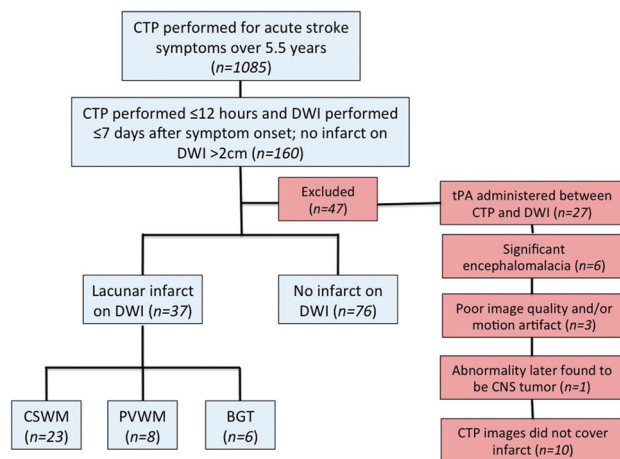 CTP performed for acute stroke
symptoms over 5.5 years
(n=1085)
CTP performed ≤12 hours and DWI performed
≤7 days after symptom onset; no infarct on
DWI >2cm (n=160)
Excluded
(n=47)
tPA administered between
CTP and DWI (n=27)
Significant
encephalomalacia (n=6)
Poor image quality and/or
motion artifact (n=3)
Abnormality later found to
be CNS tumor (n=1)
CTP images did not cover
infarct (n=10)
Lacunar infarct
on DWI (n=37)
No infarct on
DWI (n=76)
CSWM
(n=23)
PVWM
(n=8)
BGT
(n=6)